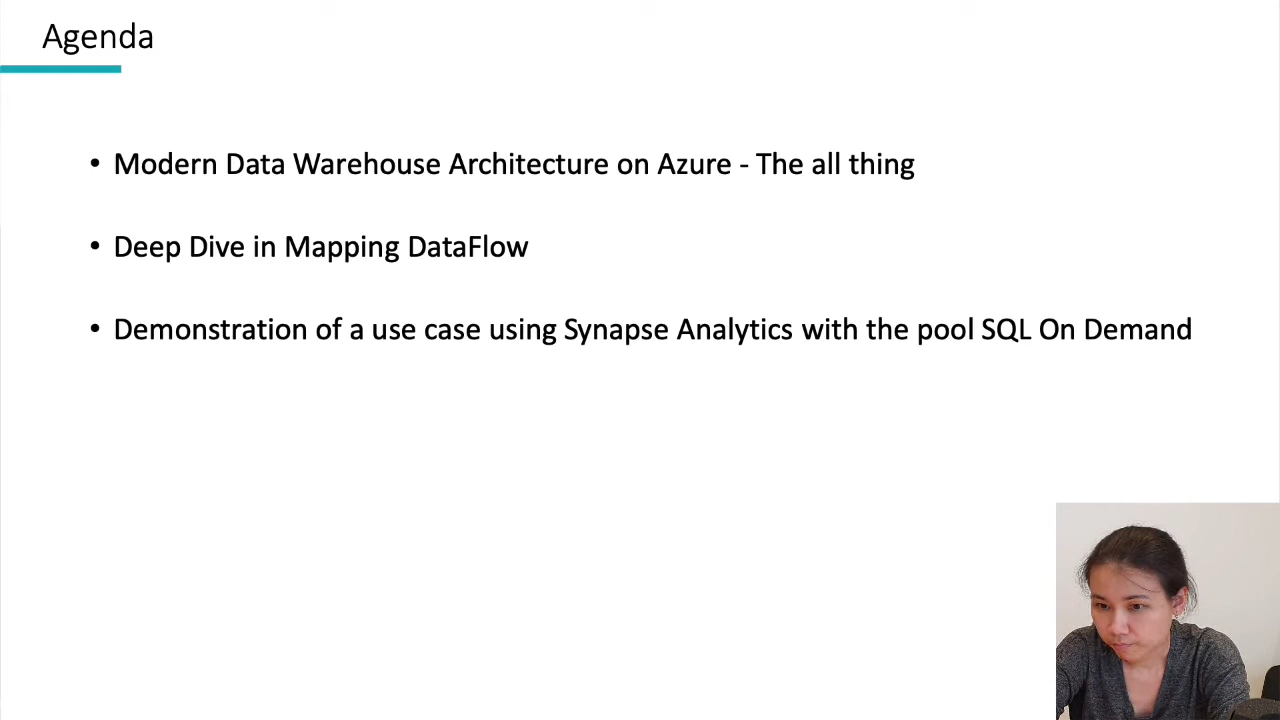 Agenda
• Modern Data Warehouse Architecture on Azure - The all thing
• Deep Dive in Mapping DataFlow
• Demonstration of a use case using Synapse Analytics with the pool SQL On Demand